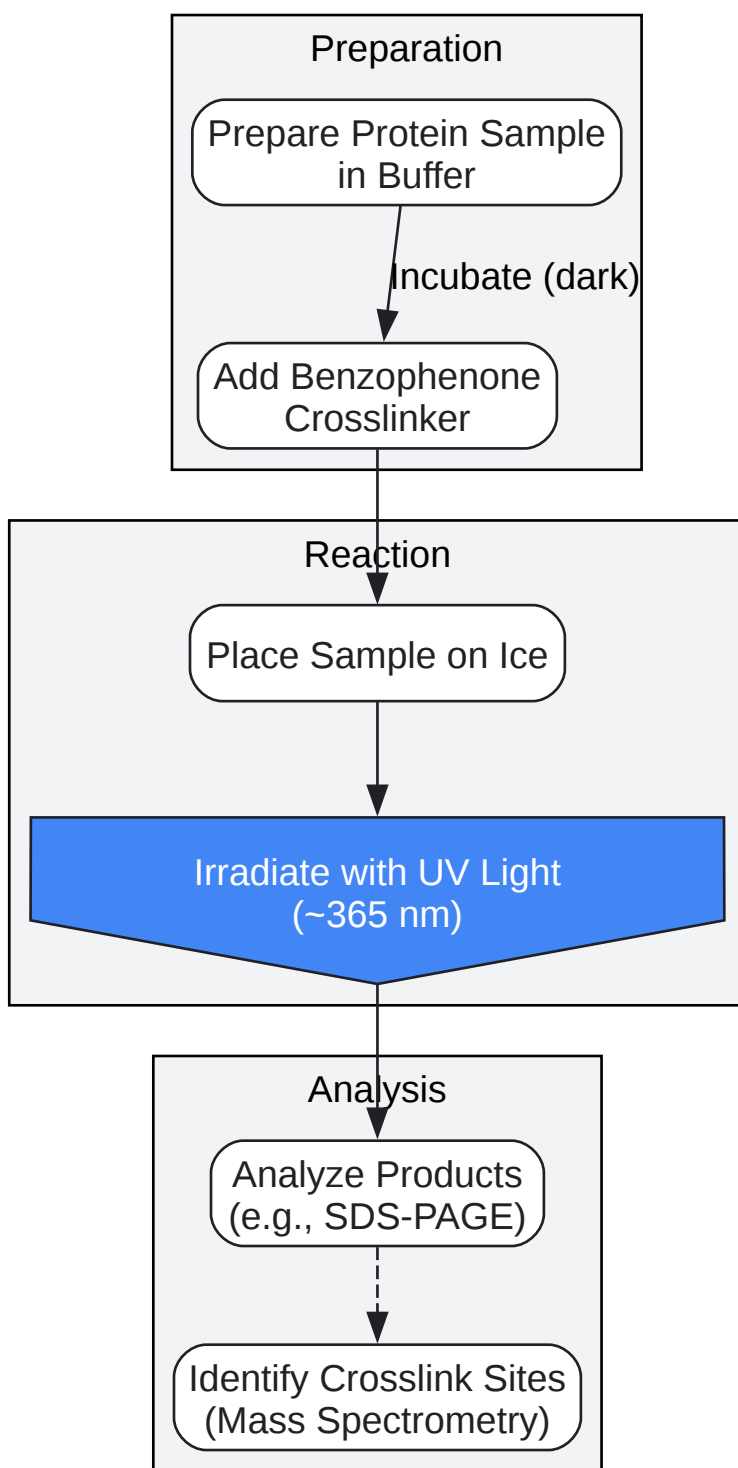 Preparation
Prepare Protein Sample
in Buffer
Incubate (dark)
Add Benzophenone
Crosslinker
Reaction
Place Sample on Ice
Irradiate with UV Light
(~365 nm)
Analysis
Analyze Products
(e.g., SDS-PAGE)
Identify Crosslink Sites
(Mass Spectrometry)